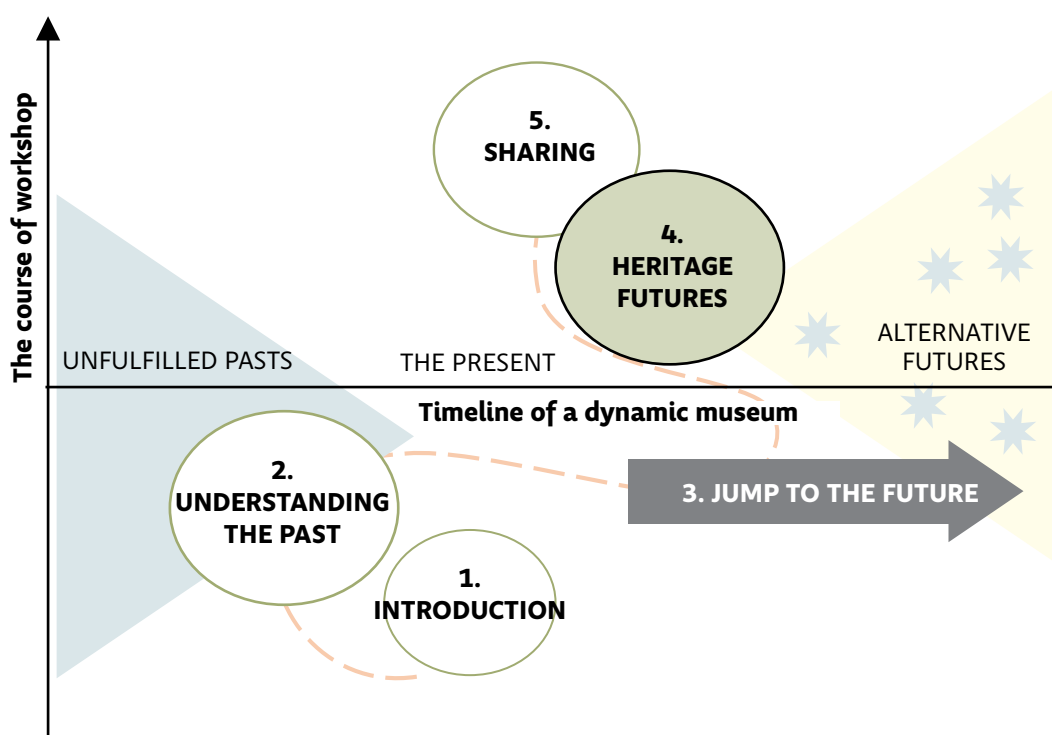 The course of workshop
5.
SHARING
4.
HERITAGE
FUTURES
UNFULFILLED PASTS
THE PRESENT
ALTERNATIVE
FUTURES
Timeline of a dynamic museum
2.
UNDERSTANDING
THE PAST
3. JUMP TO THE FUTURE
1.
INTRODUCTION